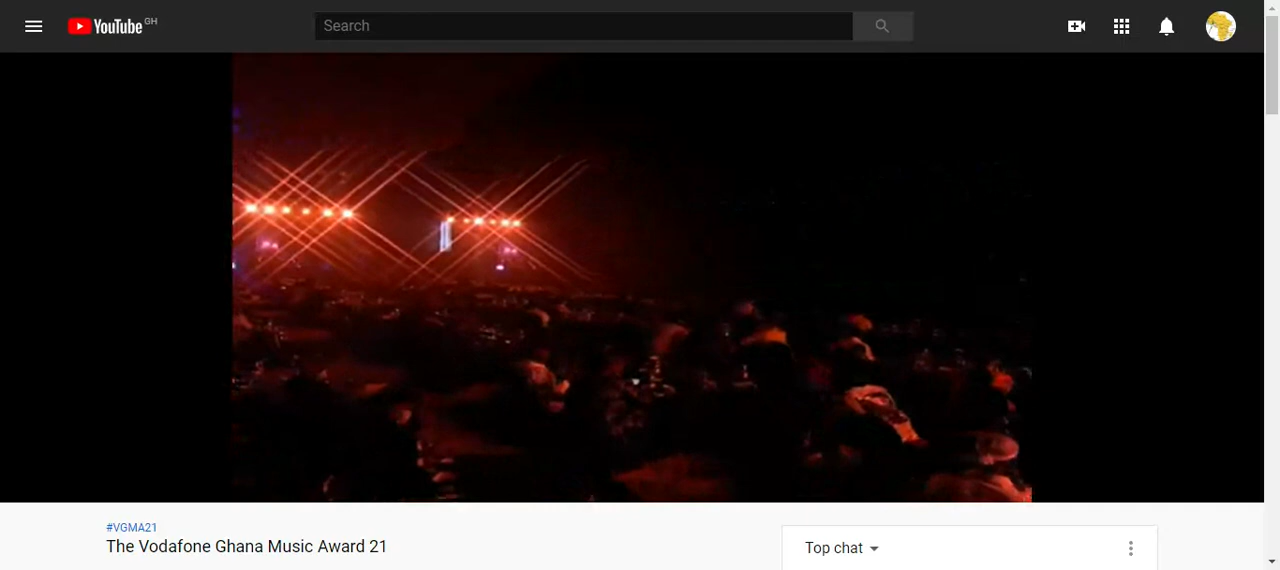 YouTube GH
Search
#VGMA21
The Vodafone Ghana Music Award 21
Top chat